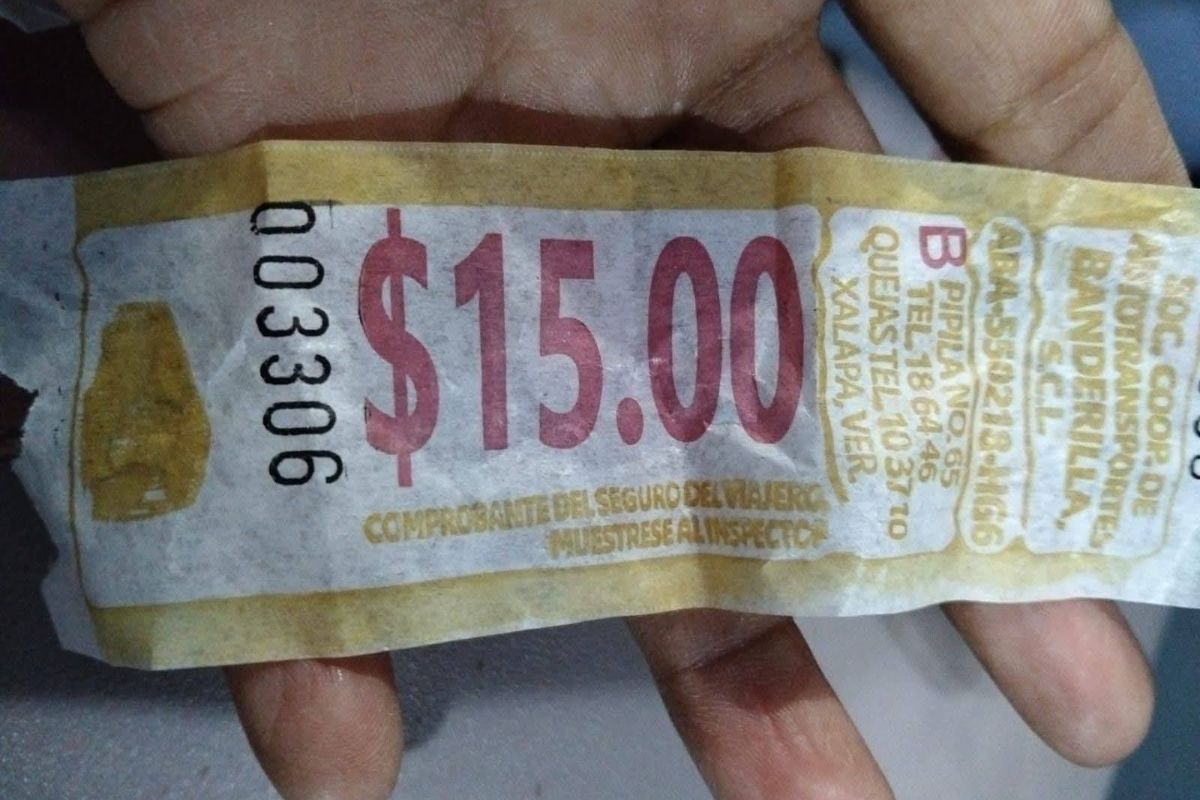 SOC. COOP. DE
AUTOTRANSPORTES
BANDERILLA,
S.C.L.
ABA-550218-HG6
B PIPILA NO. 65
TEL. 18 64 46
QUEJAS TEL. 10 37 70
XALAPA, VER.
$15.00
COMPROBANTE DEL SEGURO DEL VIAJERO
MUESTRESE AL INSPECTOR
003306